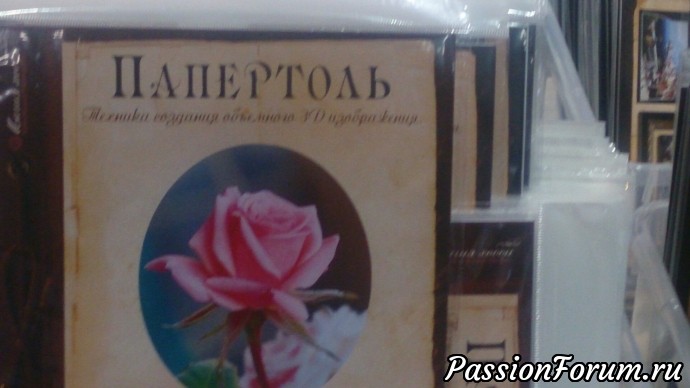 ПАПЕРТОЛЬ
Техника создания объемного 3D изображения
PassionForum.ru